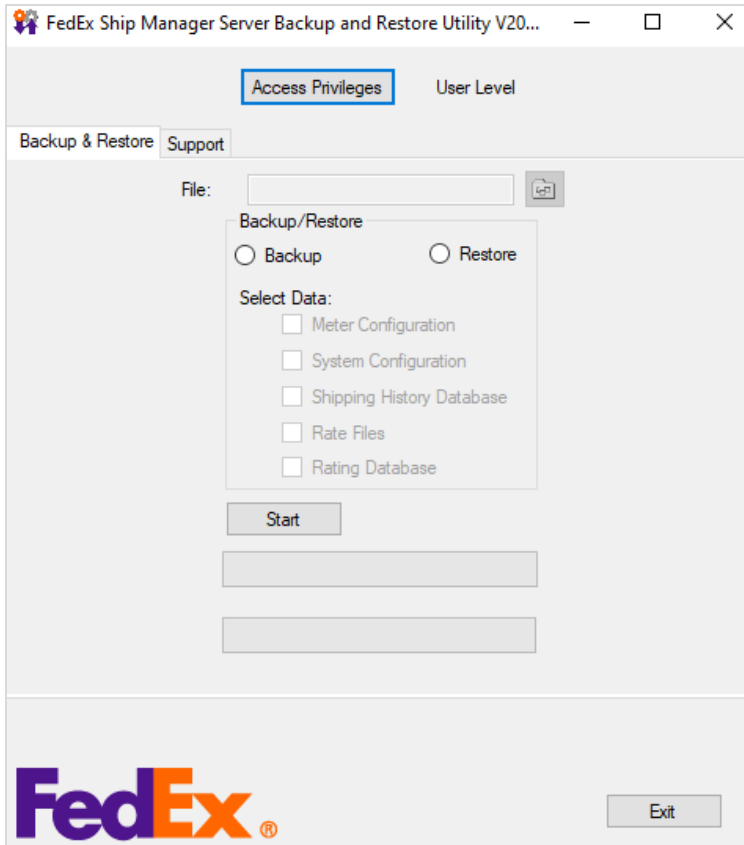 FedEx Ship Manager Server Backup and Restore Utility V20...
Access Privileges User Level
Backup & Restore Support
File:
Backup/Restore
Backup Restore
Select Data:
Meter Configuration
System Configuration
Shipping History Database
Rate Files
Rating Database
Start
FedEx®
Exit